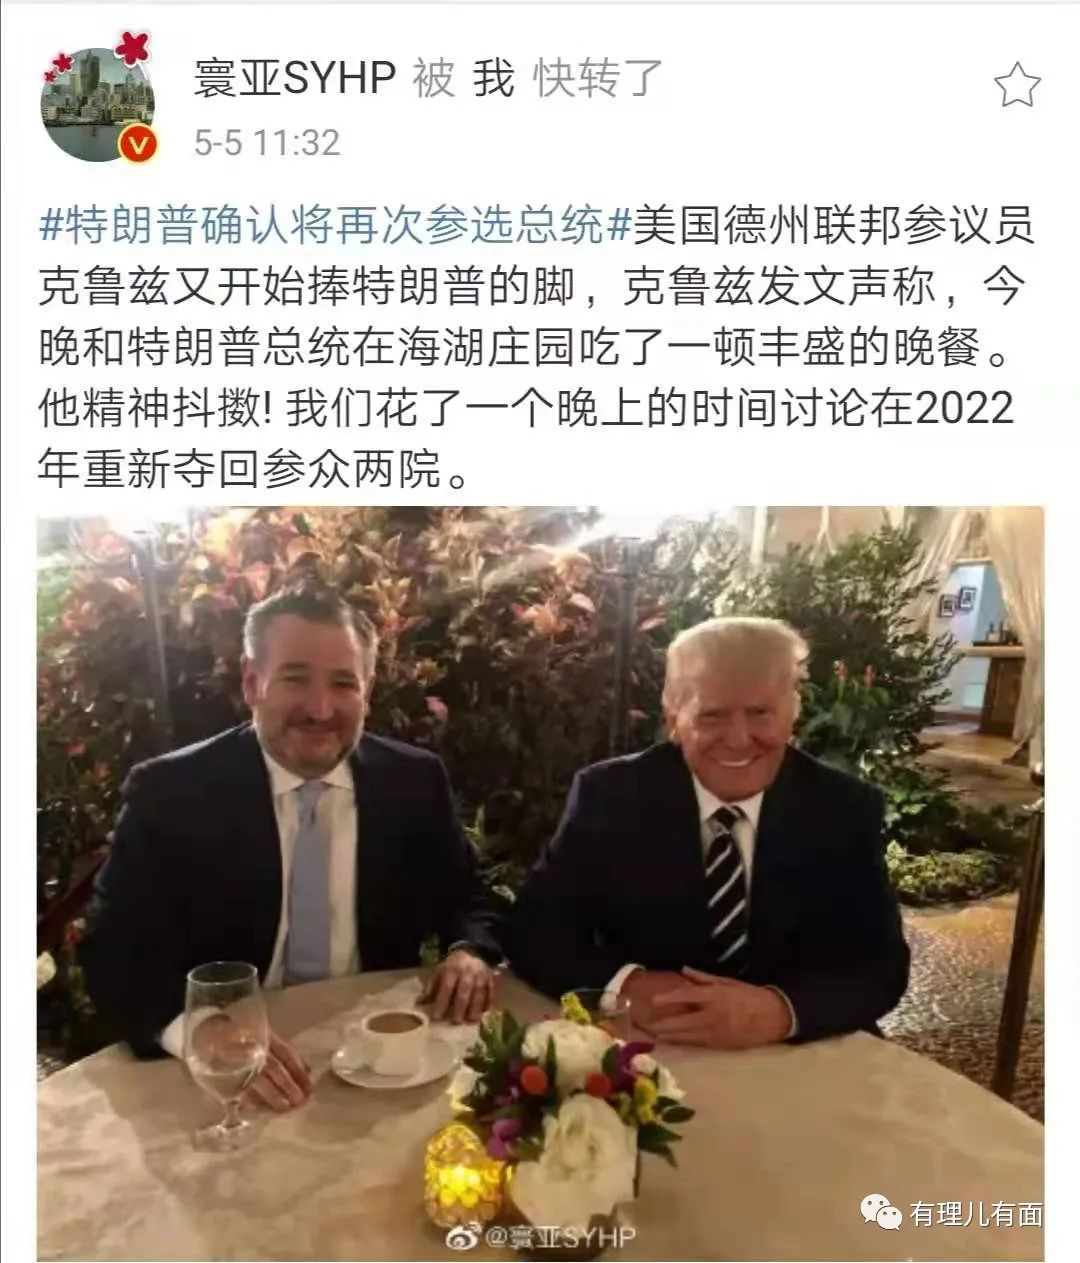 寰亚SYHP 被 我 快转了
5-5 11:32
#特朗普确认将再次参选总统#美国德州联邦参议员
克鲁兹又开始捧特朗普的脚，克鲁兹发文声称，今
晚和特朗普总统在海湖庄园吃了一顿丰盛的晚餐。
他精神抖擞! 我们花了一个晚上的时间讨论在2022
年重新夺回参众两院。
有理儿有面
@寰亚SYHP